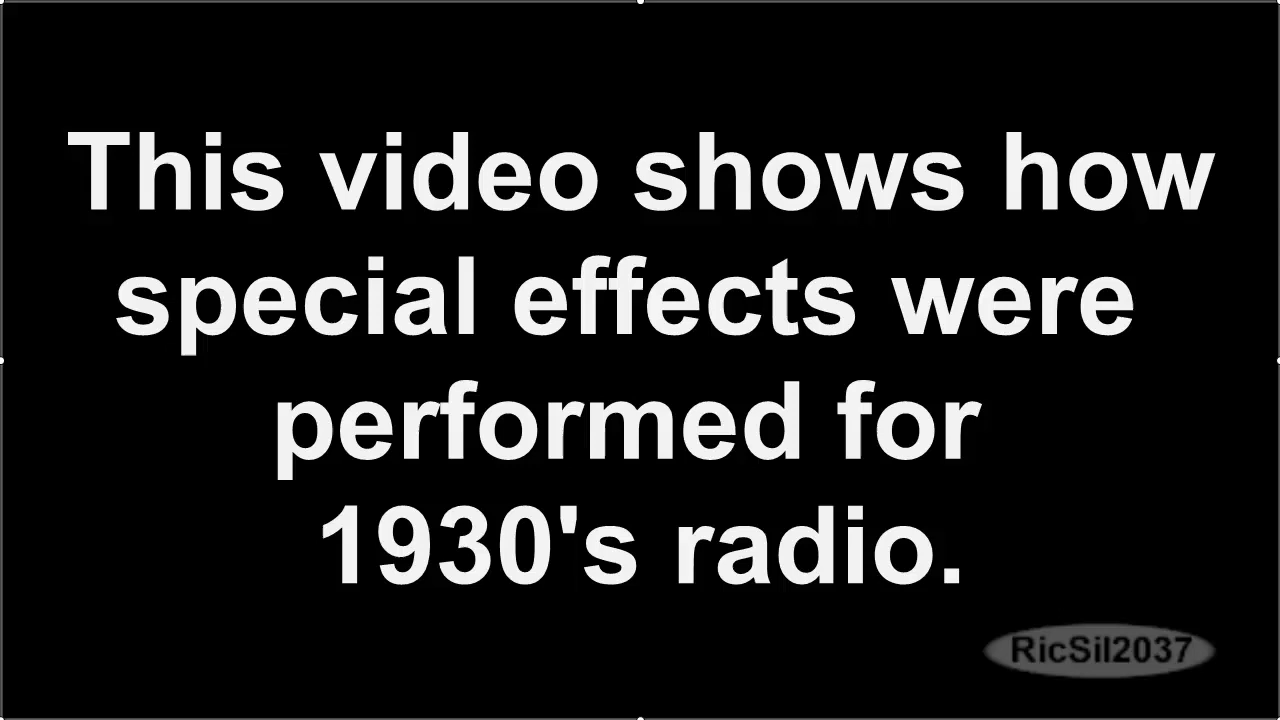 This video shows how
special effects were
performed for
1930's radio.
RicSil2037